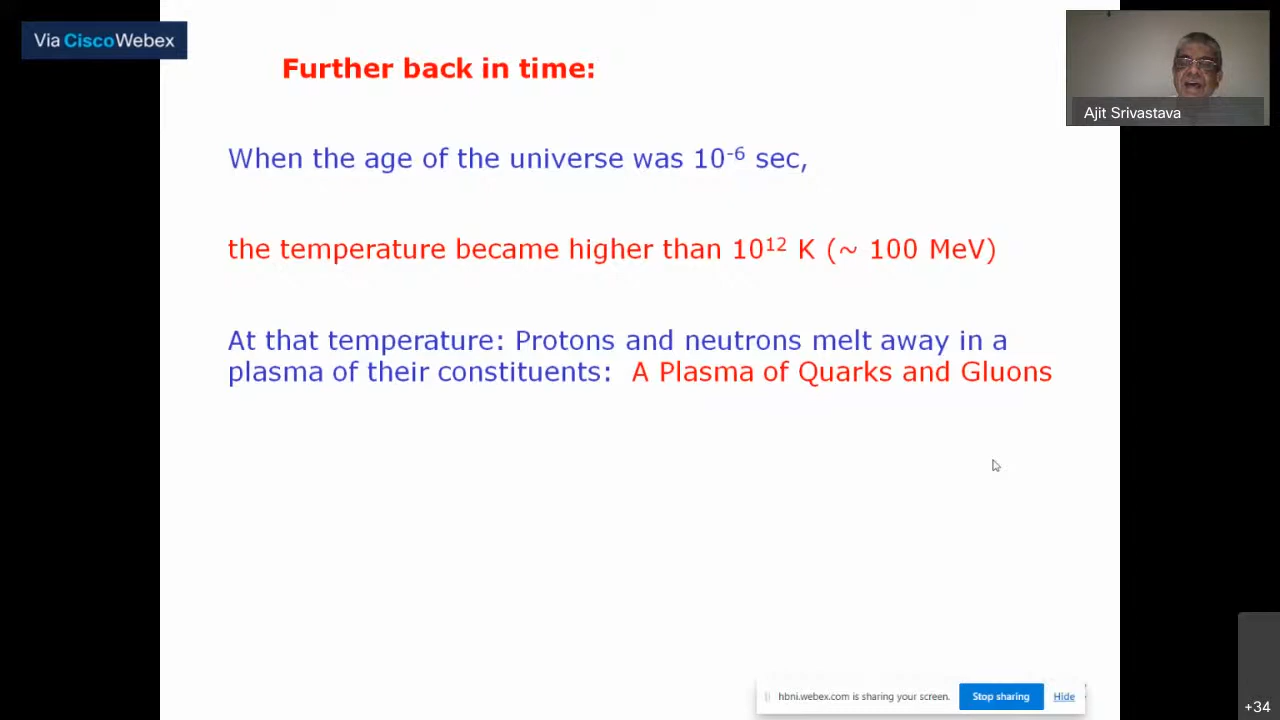 Via Cisco Webex
Further back in time:
Ajit Srivastava
When the age of the universe was 10⁻⁶ sec,
the temperature became higher than 10¹² K (~ 100 MeV)
At that temperature: Protons and neutrons melt away in a
plasma of their constituents: A Plasma of Quarks and Gluons
hbni.webex.com is sharing your screen. Stop sharing Hide
+34